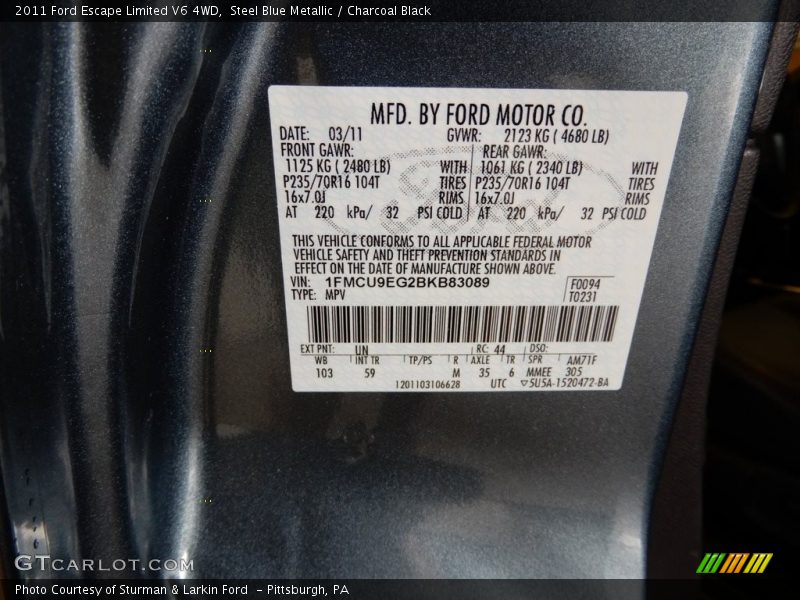 2011 Ford Escape Limited V6 4WD, Steel Blue Metallic / Charcoal Black
MFD. BY FORD MOTOR CO.
DATE: 03/11 GVWR: 2123 KG ( 4680 LB)
FRONT GAWR: REAR GAWR:
1125 KG ( 2480 LB) WITH 1061 KG ( 2340 LB) WITH
P235/70R16 104T TIRES P235/70R16 104T TIRES
16x7.0J RIMS 16x7.0J RIMS
AT 220 kPa/ 32 PSI COLD AT 220 kPa/ 32 PSI COLD
THIS VEHICLE CONFORMS TO ALL APPLICABLE FEDERAL MOTOR
VEHICLE SAFETY AND THEFT PREVENTION STANDARDS IN
EFFECT ON THE DATE OF MANUFACTURE SHOWN ABOVE.
VIN: 1FMCU9EG2BKB83089 F0094
TYPE: MPV T0231
EXT PNT: UN RC: 44 DSO:
WB INT TR TP/PS R AXLE TR SPR AM71F
103 59 M 35 6 MMEE 305
1201103106628 UTC ▽5U5A-1520472-BA
GTCARLOT.COM
Photo Courtesy of Sturman & Larkin Ford - Pittsburgh, PA